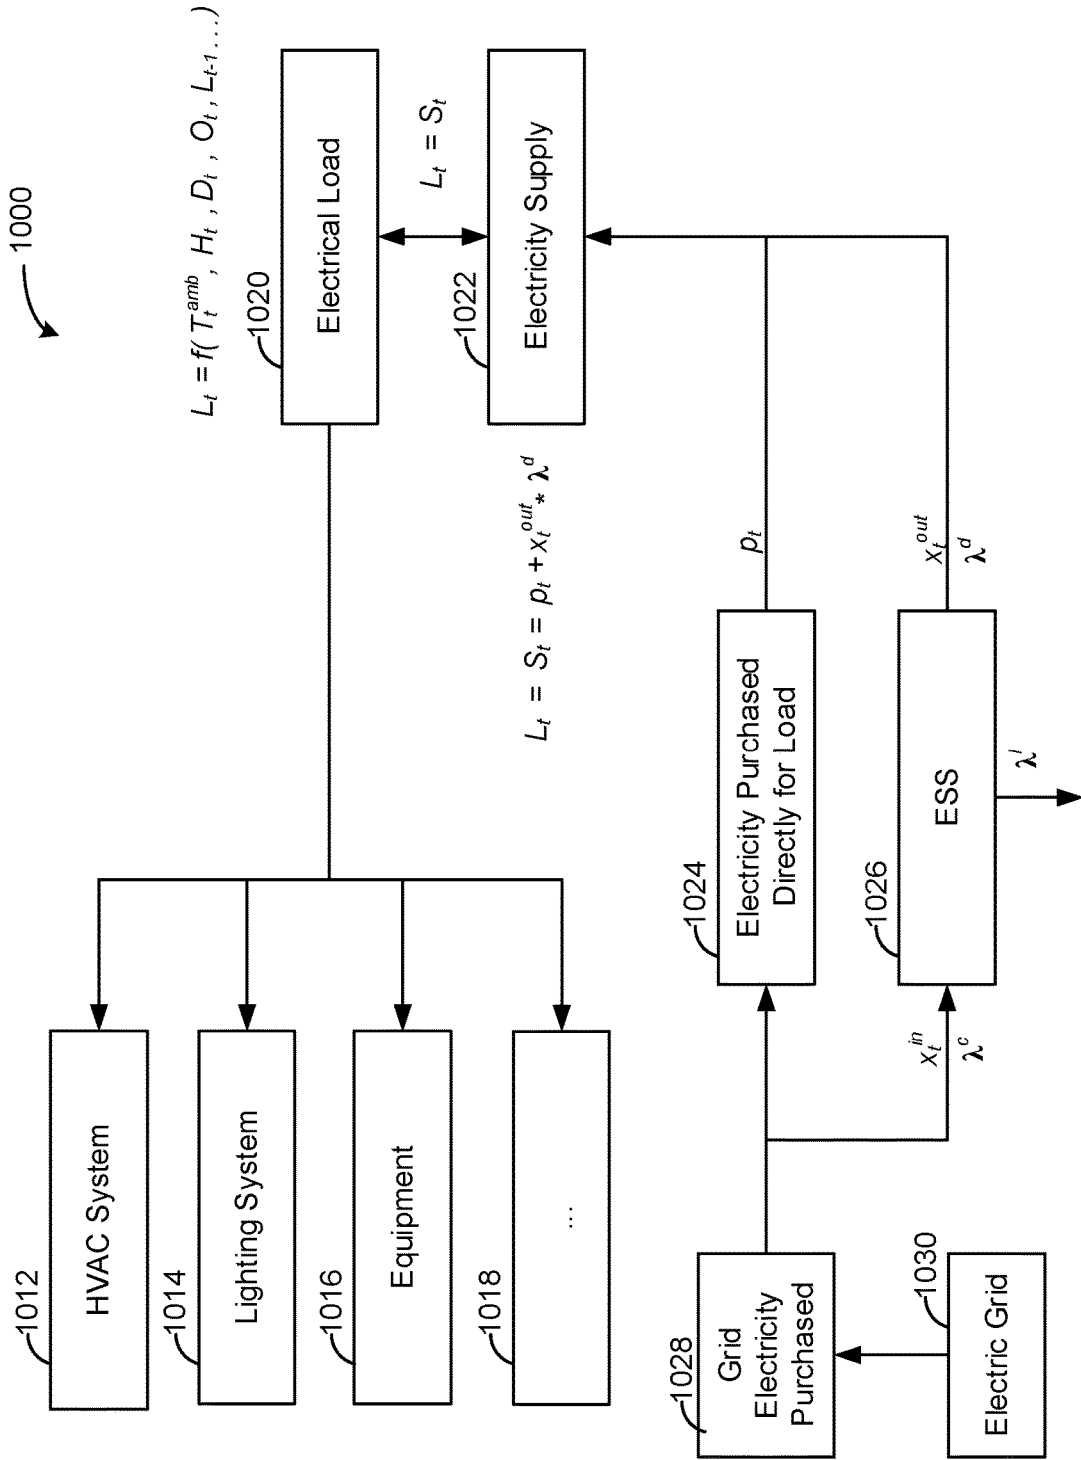 1000
L_t = f( T_t^amb , H_t , D_t , O_t , L_t-1 ...)
1012
HVAC System
1014
Lighting System
1016
Equipment
1018
...
1020
Electrical Load
L_t = S_t
1022
Electricity Supply
L_t = S_t = p_t + x_t^out * λ^d
1028
Grid
Electricity
Purchased
1030
Electric Grid
1024
Electricity Purchased
Directly for Load
p_t
x_t^in
λ^c
1026
ESS
x_t^out
λ^d
λ^l